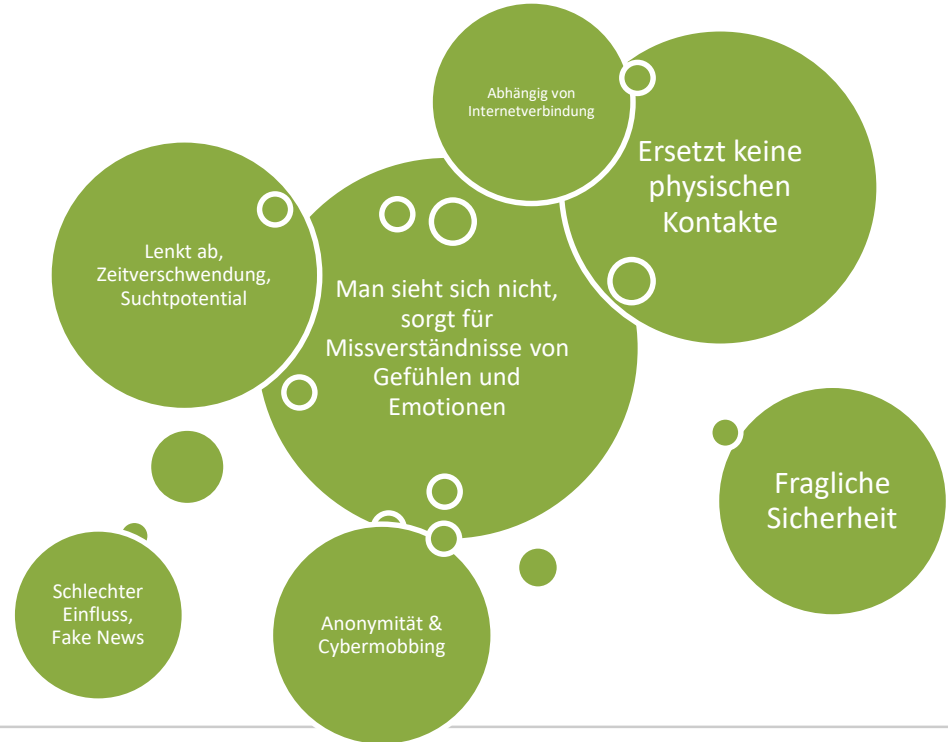 Abhängig von
Internetverbindung
Ersetzt keine
physischen
Kontakte
Lenkt ab,
Zeitverschwendung,
Suchtpotential
Man sieht sich nicht,
sorgt für
Missverständnisse von
Gefühlen und
Emotionen
Fragliche
Sicherheit
Schlechter
Einfluss,
Fake News
Anonymität &
Cybermobbing